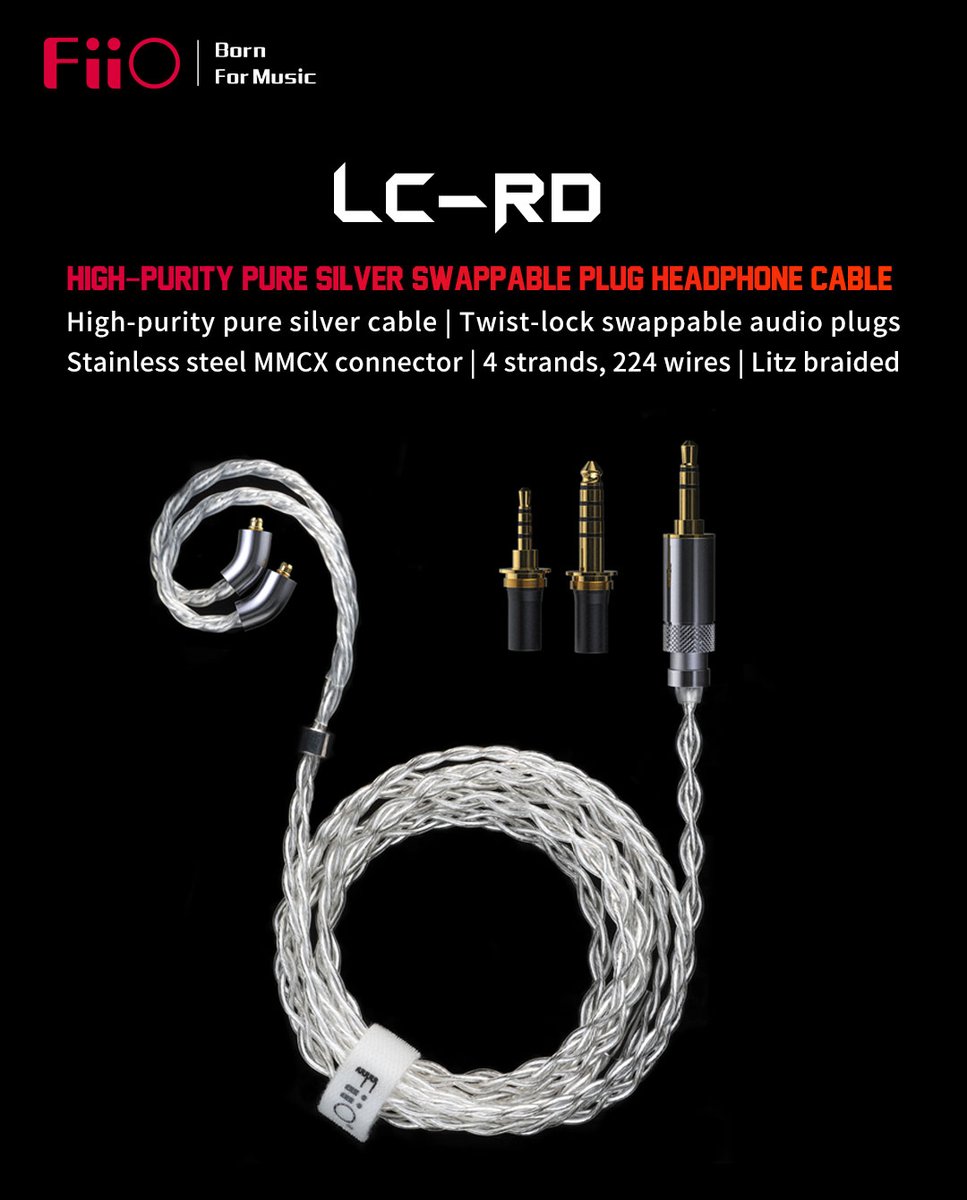 FiiO
Born
For Music
LC-RD
HIGH-PURITY PURE SILVER SWAPPABLE PLUG HEADPHONE CABLE
High-purity pure silver cable | Twist-lock swappable audio plugs
Stainless steel MMCX connector | 4 strands, 224 wires | Litz braided
FiiO